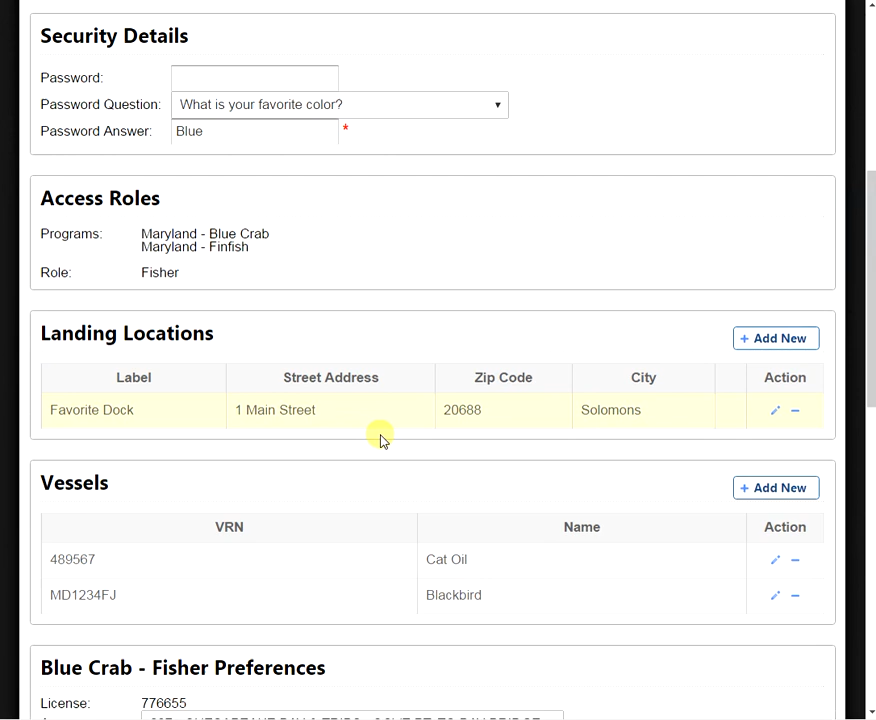 Security Details
Password:
Password Question: What is your favorite color?
Password Answer: Blue *
Access Roles
Programs: Maryland - Blue Crab
Maryland - Finfish
Role: Fisher
Landing Locations
+ Add New
Label Street Address Zip Code City Action
Favorite Dock 1 Main Street 20688 Solomons
Vessels
+ Add New
VRN Name Action
489567 Cat Oil
MD1234FJ Blackbird
Blue Crab - Fisher Preferences
License: 776655